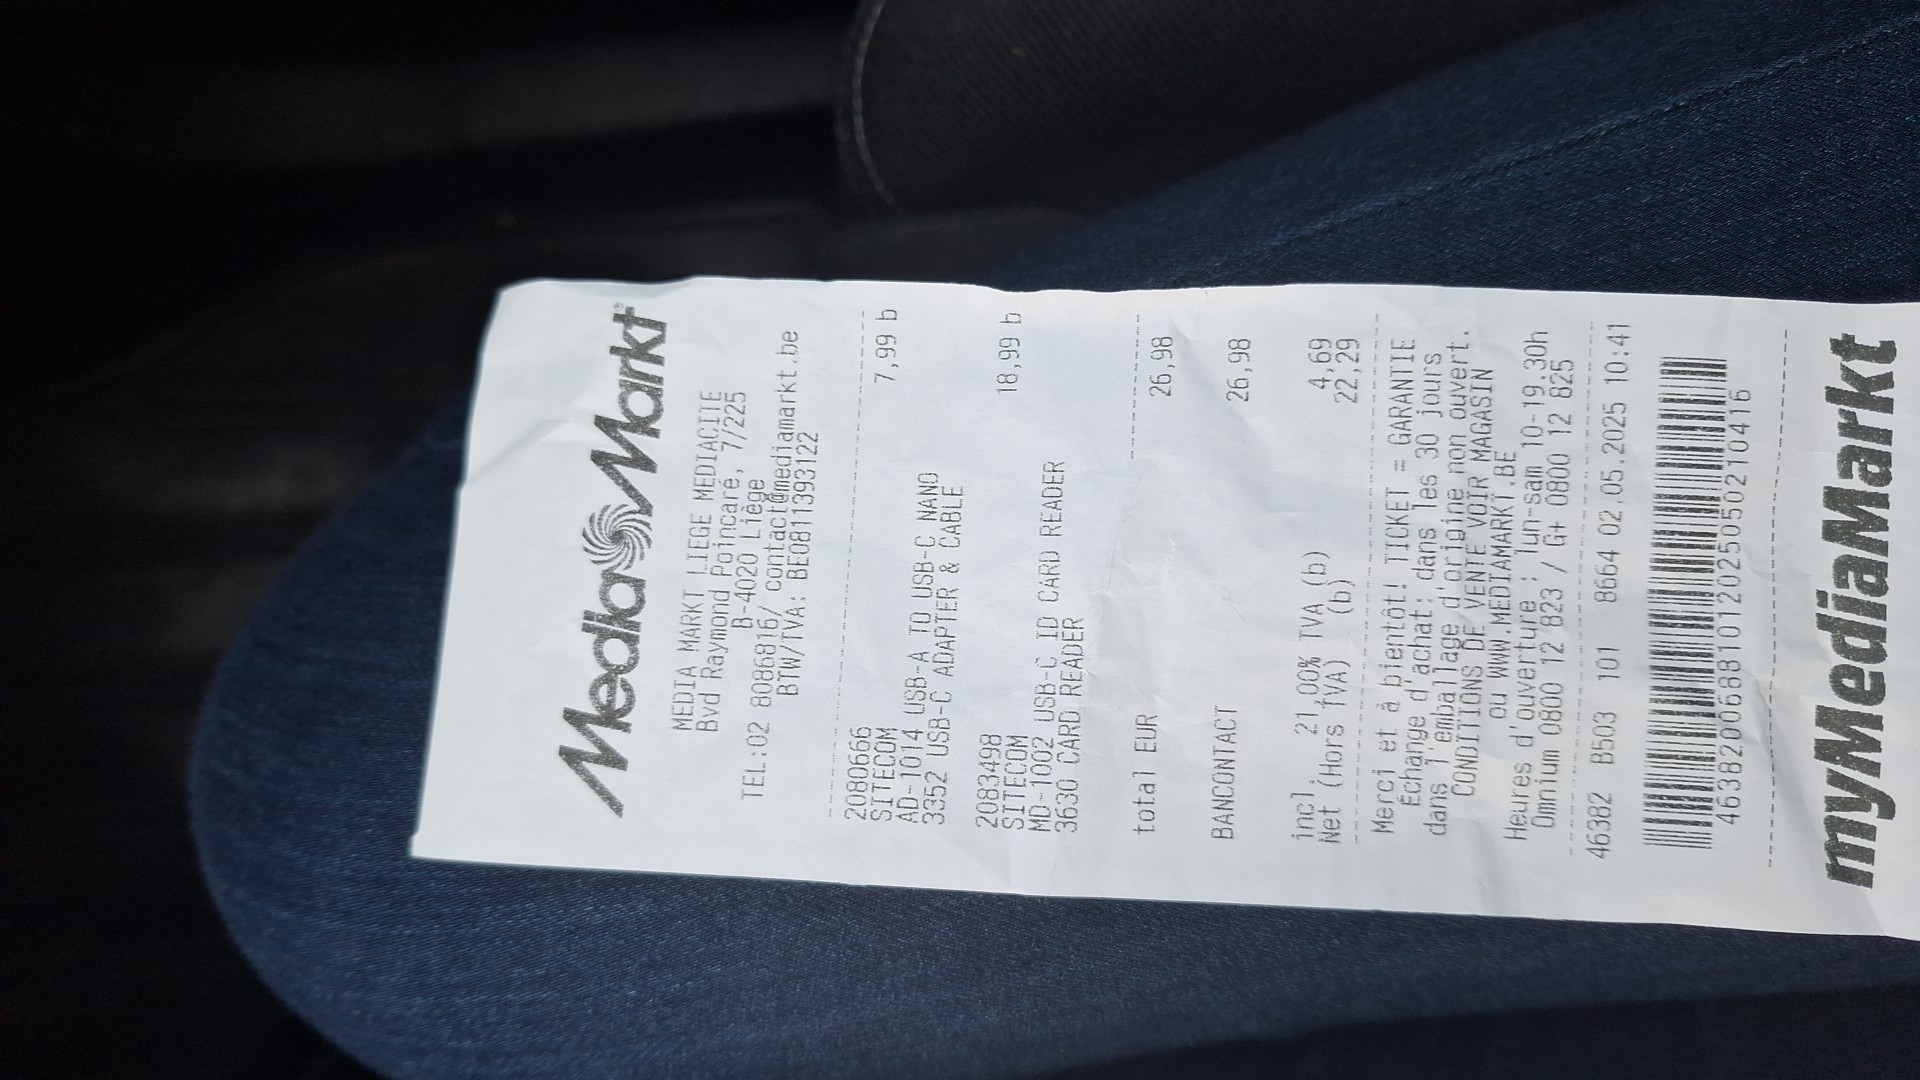 MediaMarkt
MEDIA MARKT LIEGE MEDIACITE
Bvd Raymond Poincaré, 7/225
B-4020 Liège
TEL:02 8086816/ contact@mediamarkt.be
BTW/TVA: BE0811393122
2080666 7,99 b
SITECOM
AD-1014 USB-A TO USB-C NANO
3352 USB-C ADAPTER & CABLE
2083498 18,99 b
SITECOM
MD-1002 USB-C ID CARD READER
3630 CARD READER
total EUR 26,98
BANCONTACT 26,98
incl. 21,00% TVA (b) 4,69
Net (Hors TVA) (b) 22,29
Merci et à bientôt! TICKET = GARANTIE
Échange d'achat: dans les 30 jours
dans l'emballage d'origine non ouvert.
CONDITIONS DE VENTE VOIR MAGASIN
ou WWW.MEDIAMARKT.BE
Heures d'ouverture : lun-sam 10-19.30h
Omnium 0800 12 823 / G+ 0800 12 825
46382 B503 101 8664 02.05.2025 10:41
4638200688101202505021041​6
myMediaMarkt